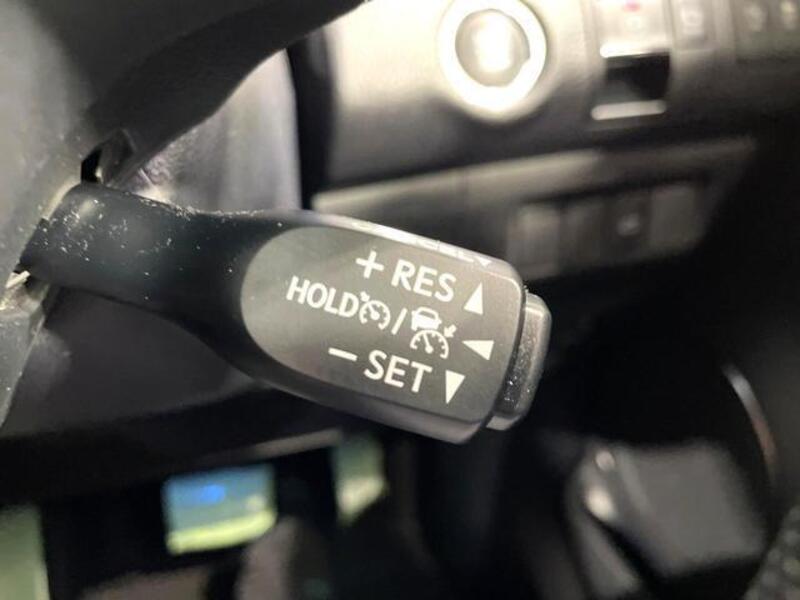 + RES
HOLD /
− SET